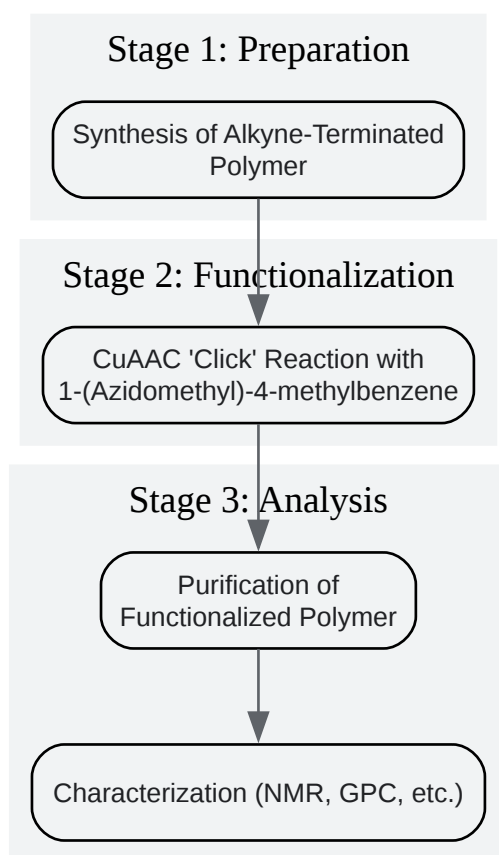 Stage 1: Preparation
Synthesis of Alkyne-Terminated
Polymer
Stage 2: Functionalization
CuAAC 'Click' Reaction with
1-(Azidomethyl)-4-methylbenzene
Stage 3: Analysis
Purification of
Functionalized Polymer
Characterization (NMR, GPC, etc.)